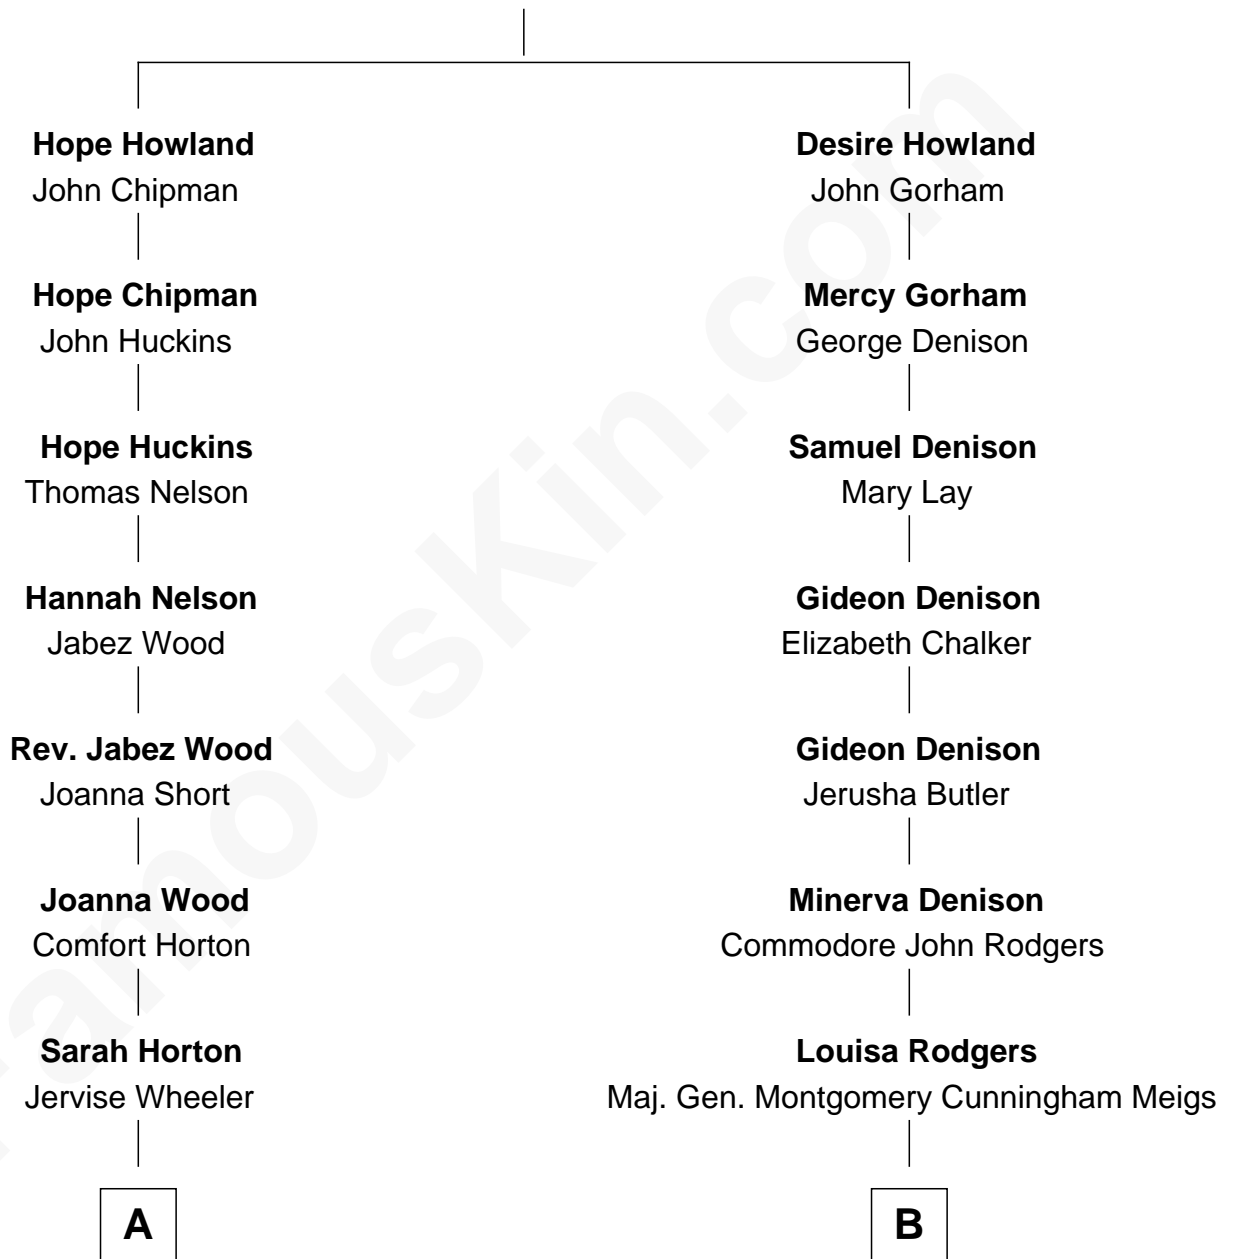 Hope Howland
John Chipman
Desire Howland
John Gorham
Hope Chipman
John Huckins
Mercy Gorham
George Denison
Hope Huckins
Thomas Nelson
Samuel Denison
Mary Lay
Hannah Nelson
Jabez Wood
Gideon Denison
Elizabeth Chalker
Rev. Jabez Wood
Joanna Short
Gideon Denison
Jerusha Butler
Joanna Wood
Comfort Horton
Minerva Denison
Commodore John Rodgers
Sarah Horton
Jervise Wheeler
Louisa Rodgers
Maj. Gen. Montgomery Cunningham Meigs
A
B
FamousKin.com